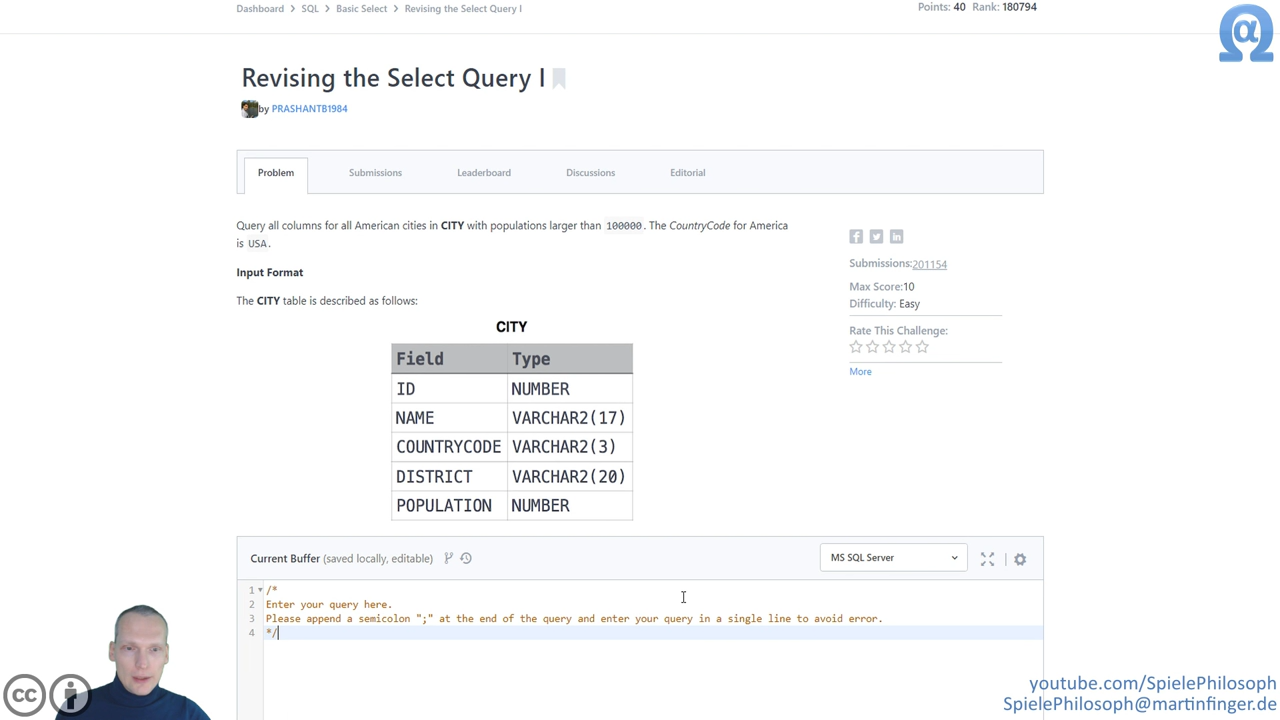 Dashboard > SQL > Basic Select > Revising the Select Query I
Points: 40 Rank: 180794
Revising the Select Query I
by PRASHANTB1984
Problem Submissions Leaderboard Discussions Editorial
Query all columns for all American cities in CITY with populations larger than 100000. The CountryCode for America
is USA.
Input Format
The CITY table is described as follows:
CITY
Field Type
ID NUMBER
NAME VARCHAR2(17)
COUNTRYCODE VARCHAR2(3)
DISTRICT VARCHAR2(20)
POPULATION NUMBER
Submissions:201154
Max Score:10
Difficulty: Easy
Rate This Challenge:
More
Current Buffer (saved locally, editable)
MS SQL Server
1 /*
2 Enter your query here.
3 Please append a semicolon ";" at the end of the query and enter your query in a single line to avoid error.
4 */
cc
youtube.com/SpielePhilosoph
SpielePhilosoph@martinfinger.de